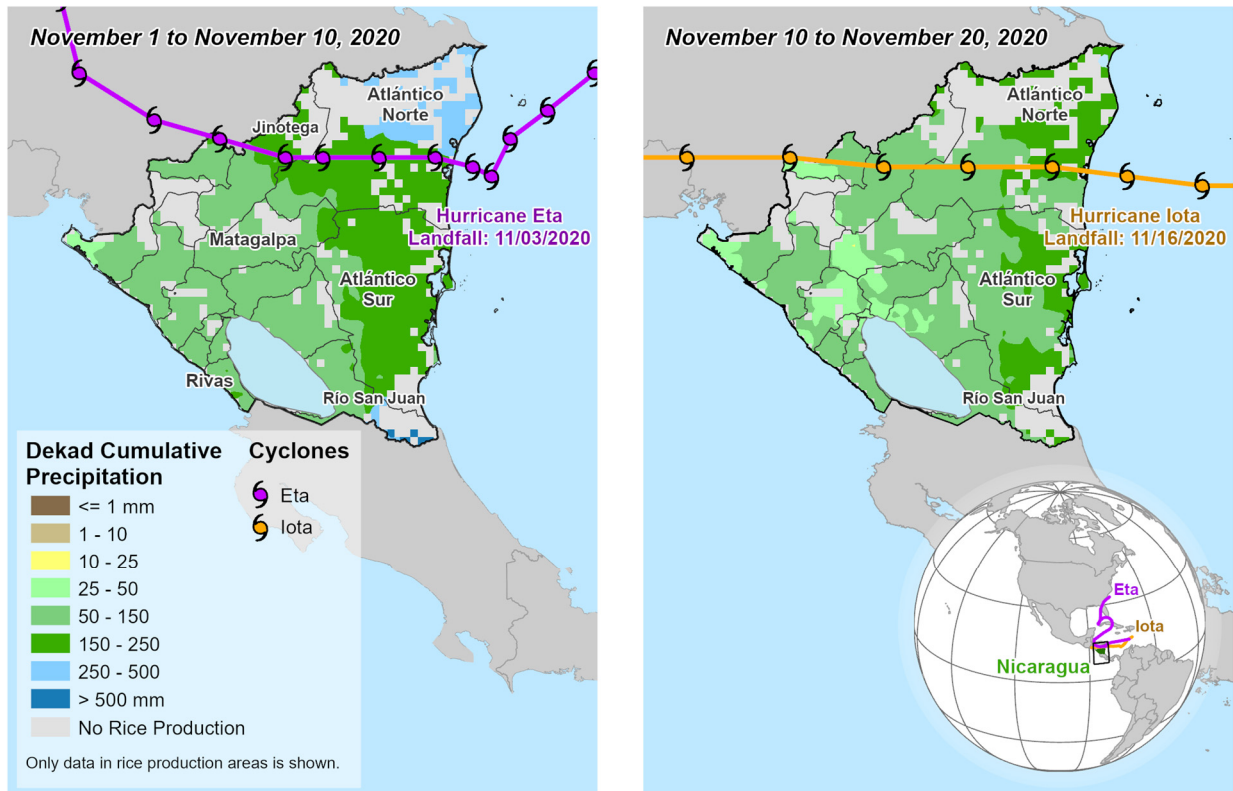 November 1 to November 10, 2020
Atlántico
Norte
Jinotega
Hurricane Eta
Landfall: 11/03/2020
Matagalpa
Atlántico
Sur
Rivas
Río San Juan
Dekad Cumulative
Precipitation
<= 1 mm
1 - 10
10 - 25
25 - 50
50 - 150
150 - 250
250 - 500
> 500 mm
No Rice Production
Only data in rice production areas is shown.
Cyclones
Eta
Iota
November 10 to November 20, 2020
Atlántico
Norte
Hurricane Iota
Landfall: 11/16/2020
Atlántico
Sur
Río San Juan
Eta
Iota
Nicaragua